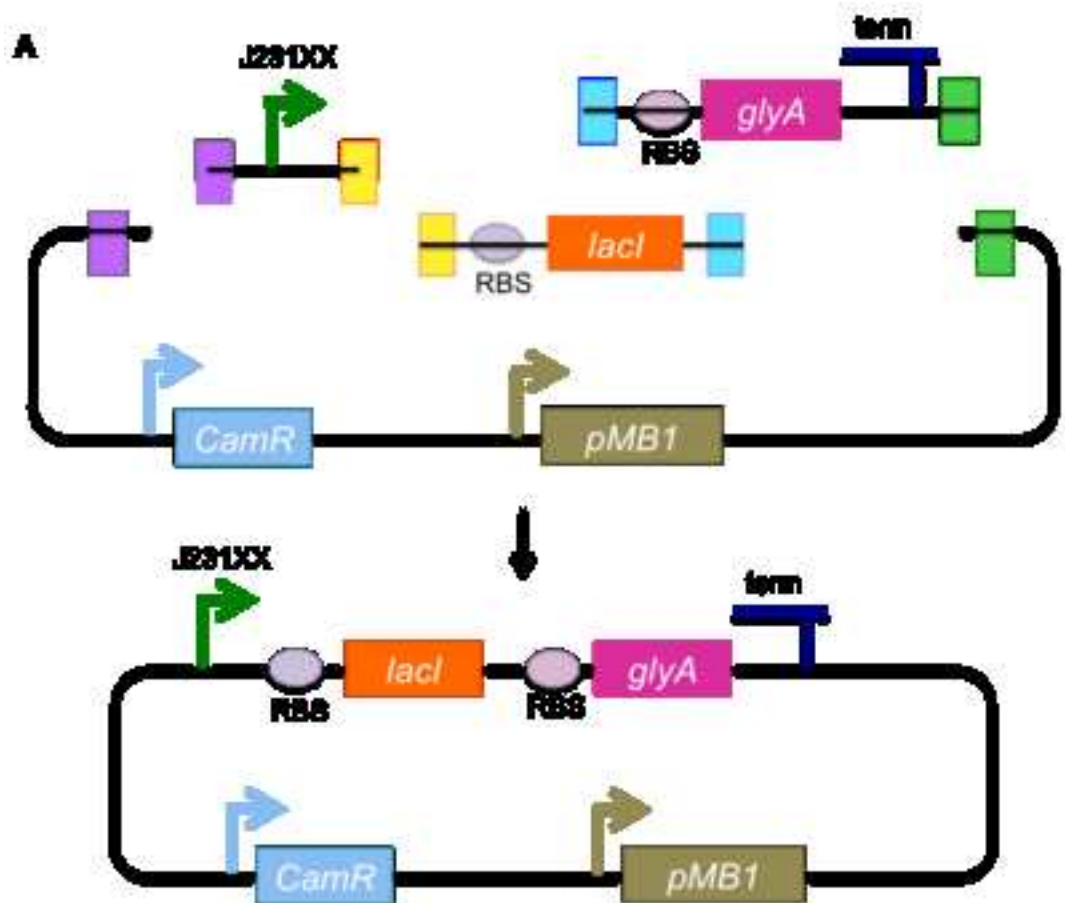 A
J231XX
term
glyA
RBS
lacI
RBS
CamR
pMB1
J231XX
term
lacI
glyA
RBS
RBS
CamR
pMB1